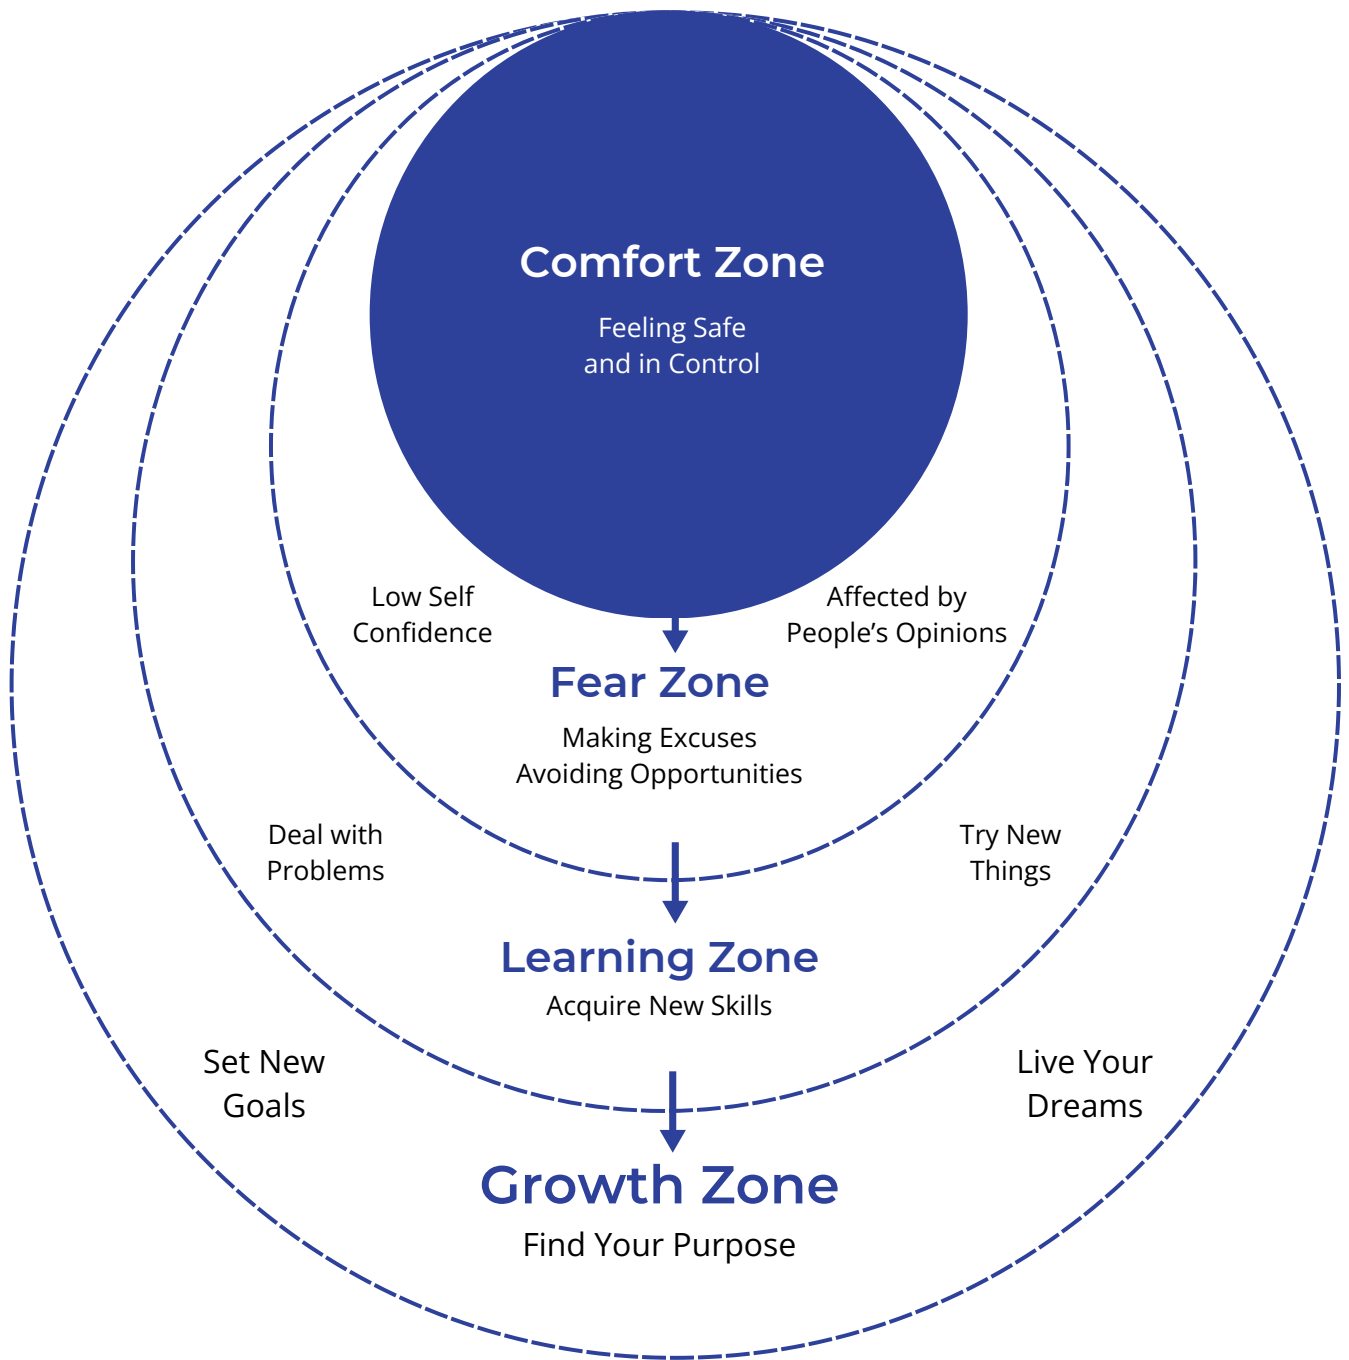 Comfort Zone
Feeling Safe
and in Control
Low Self
Confidence
Affected by
People’s Opinions
Fear Zone
Making Excuses
Avoiding Opportunities
Deal with
Problems
Try New
Things
Learning Zone
Acquire New Skills
Set New
Goals
Live Your
Dreams
Growth Zone
Find Your Purpose